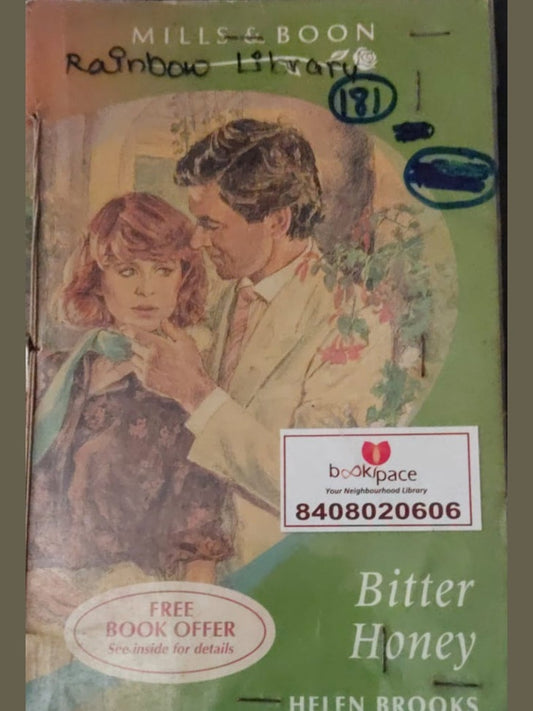 MILLS & BOON
Rainbow Library
181
bookspace
Your Neighbourhood Library
8408020606
FREE
BOOK OFFER
See inside for details
Bitter
Honey
HELEN BROOKS